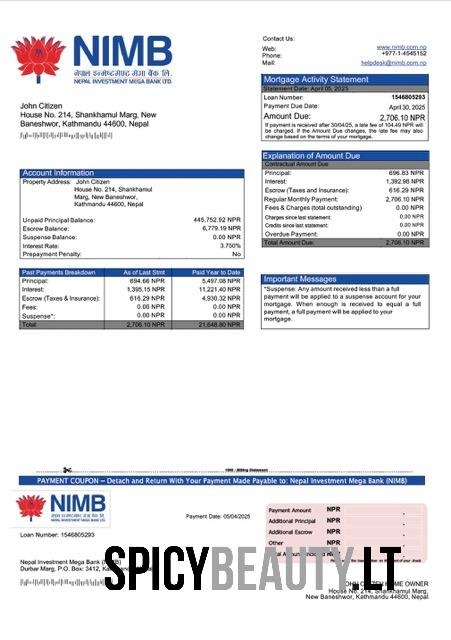 NIMB
नेपाल इन्भेष्टमेण्ट मेगा बैंक लि.
NEPAL INVESTMENT MEGA BANK LTD.
Contact Us:
Web: www.nimb.com.np
Phone: +977-1-4545152
Mail: helpdesk@nimb.com.np
Mortgage Activity Statement
Statement Date: April 05, 2025
Loan Number: 1546805293
Payment Due Date: April 30, 2025
Amount Due: 2,706.10 NPR
If payment is received after 30/04/25, a late fee of 104.49 NPR will
be charged. If the Amount Due changes, the late fee may also
change based on the terms of your mortgage.
John Citizen
House No. 214, Shankhamul Marg, New
Baneshwor, Kathmandu 44600, Nepal
Explanation of Amount Due
Contractual Amount Due
Principal: 696.83 NPR
Interest: 1,392.98 NPR
Escrow (Taxes and Insurance): 616.29 NPR
Regular Monthly Payment: 2,706.10 NPR
Fees & Charges (total outstanding) 0.00 NPR
Charges since last statement: 0.00 NPR
Credits since last statement: 0.00 NPR
Overdue Payment: 0.00 NPR
Total Amount Due: 2,706.10 NPR
Account Information
Property Address: John Citizen
House No. 214, Shankhamul
Marg, New Baneshwor,
Kathmandu 44600, Nepal
Unpaid Principal Balance: 445,752.92 NPR
Escrow Balance: 6,779.19 NPR
Suspense Balance: 0.00 NPR
Interest Rate: 3.750%
Prepayment Penalty: No
Past Payments Breakdown As of Last Stmt Paid Year to Date
Principal: 694.66 NPR 5,497.08 NPR
Interest: 1,395.15 NPR 11,221.40 NPR
Escrow (Taxes & Insurance): 616.29 NPR 4,930.32 NPR
Fees: 0.00 NPR 0.00 NPR
Suspense*: 0.00 NPR 0.00 NPR
Total: 2,706.10 NPR 21,648.80 NPR
Important Messages
*Suspense: Any amount received less than a full
payment will be applied to a suspense account for your
mortgage. When enough is received to equal a full
payment, a full payment will be applied to your
mortgage.
PAYMENT COUPON – Detach and Return With Your Payment Made Payable to: Nepal Investment Mega Bank (NIMB)
NIMB
नेपाल इन्भेष्टमेण्ट मेगा बैंक लि.
NEPAL INVESTMENT MEGA BANK LTD.
Payment Date: 05/04/2025
Loan Number: 1546805293
Payment Amount NPR .
Additional Principal NPR .
Additional Escrow NPR .
Other NPR
Nepal Investment Mega Bank
Durbar Marg, P.O. Box: 3412,
SPICYBEAUTY.LT
HOME OWNER
House No. 214, Shankhamul Marg,
New Baneshwor, Kathmandu 44600, Nepal